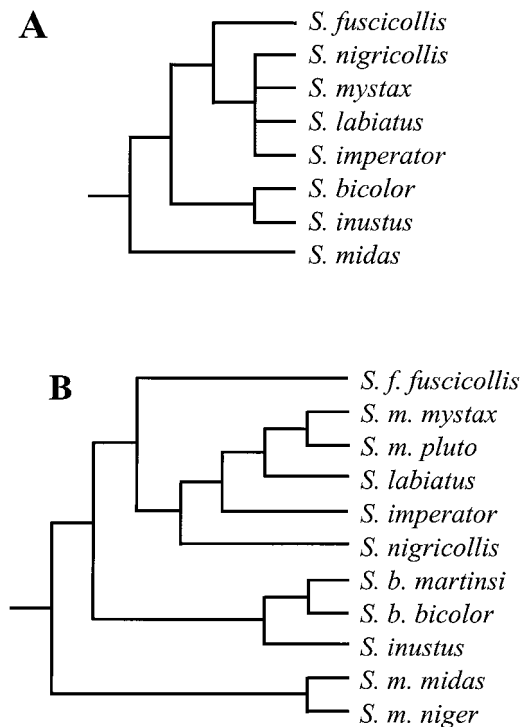 A
S. fuscicollis
S. nigricollis
S. mystax
S. labiatus
S. imperator
S. bicolor
S. inustus
S. midas
B
S. f. fuscicollis
S. m. mystax
S. m. pluto
S. labiatus
S. imperator
S. nigricollis
S. b. martinsi
S. b. bicolor
S. inustus
S. m. midas
S. m. niger